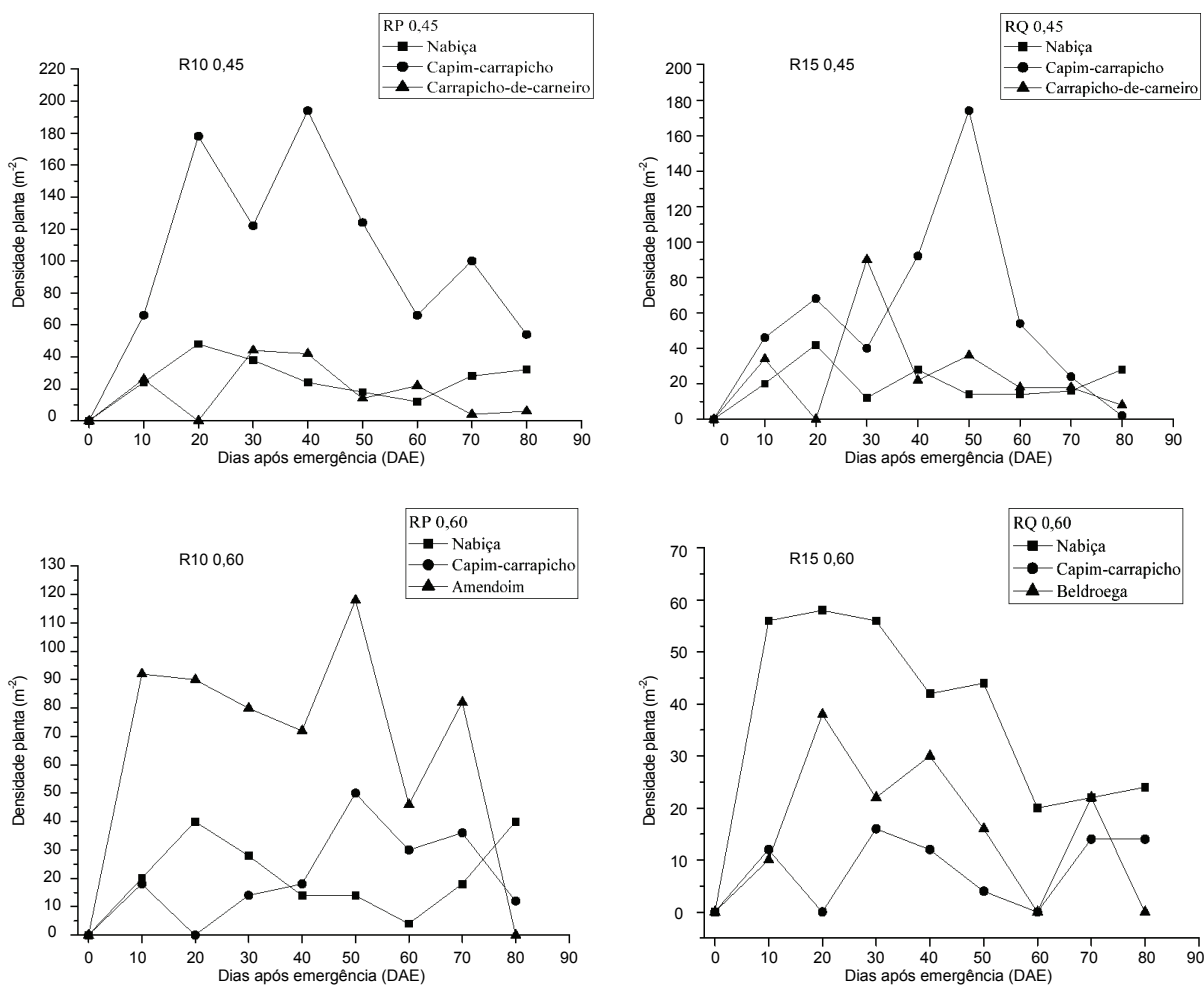 RP 0,45
Nabiça
Capim-carrapicho
Carrapicho-de-carneiro
R10 0,45
220
200
180
160
140
120
100
80
60
40
20
0
Densidade planta (m⁻²)
0 10 20 30 40 50 60 70 80 90
Dias após emergência (DAE)
RQ 0,45
Nabiça
Capim-carrapicho
Carrapicho-de-carneiro
R15 0,45
200
180
160
140
120
100
80
60
40
20
0
Densidade planta (m⁻²)
0 10 20 30 40 50 60 70 80 90
Dias após emergência (DAE)
RP 0,60
Nabiça
Capim-carrapicho
Amendoim
R10 0,60
130
120
110
100
90
80
70
60
50
40
30
20
10
0
Densidade planta (m⁻²)
0 10 20 30 40 50 60 70 80 90
Dias após emergência (DAE)
RQ 0,60
Nabiça
Capim-carrapicho
Beldroega
R15 0,60
70
60
50
40
30
20
10
0
Densidade planta (m⁻²)
0 10 20 30 40 50 60 70 80 90
Dias após emergência (DAE)